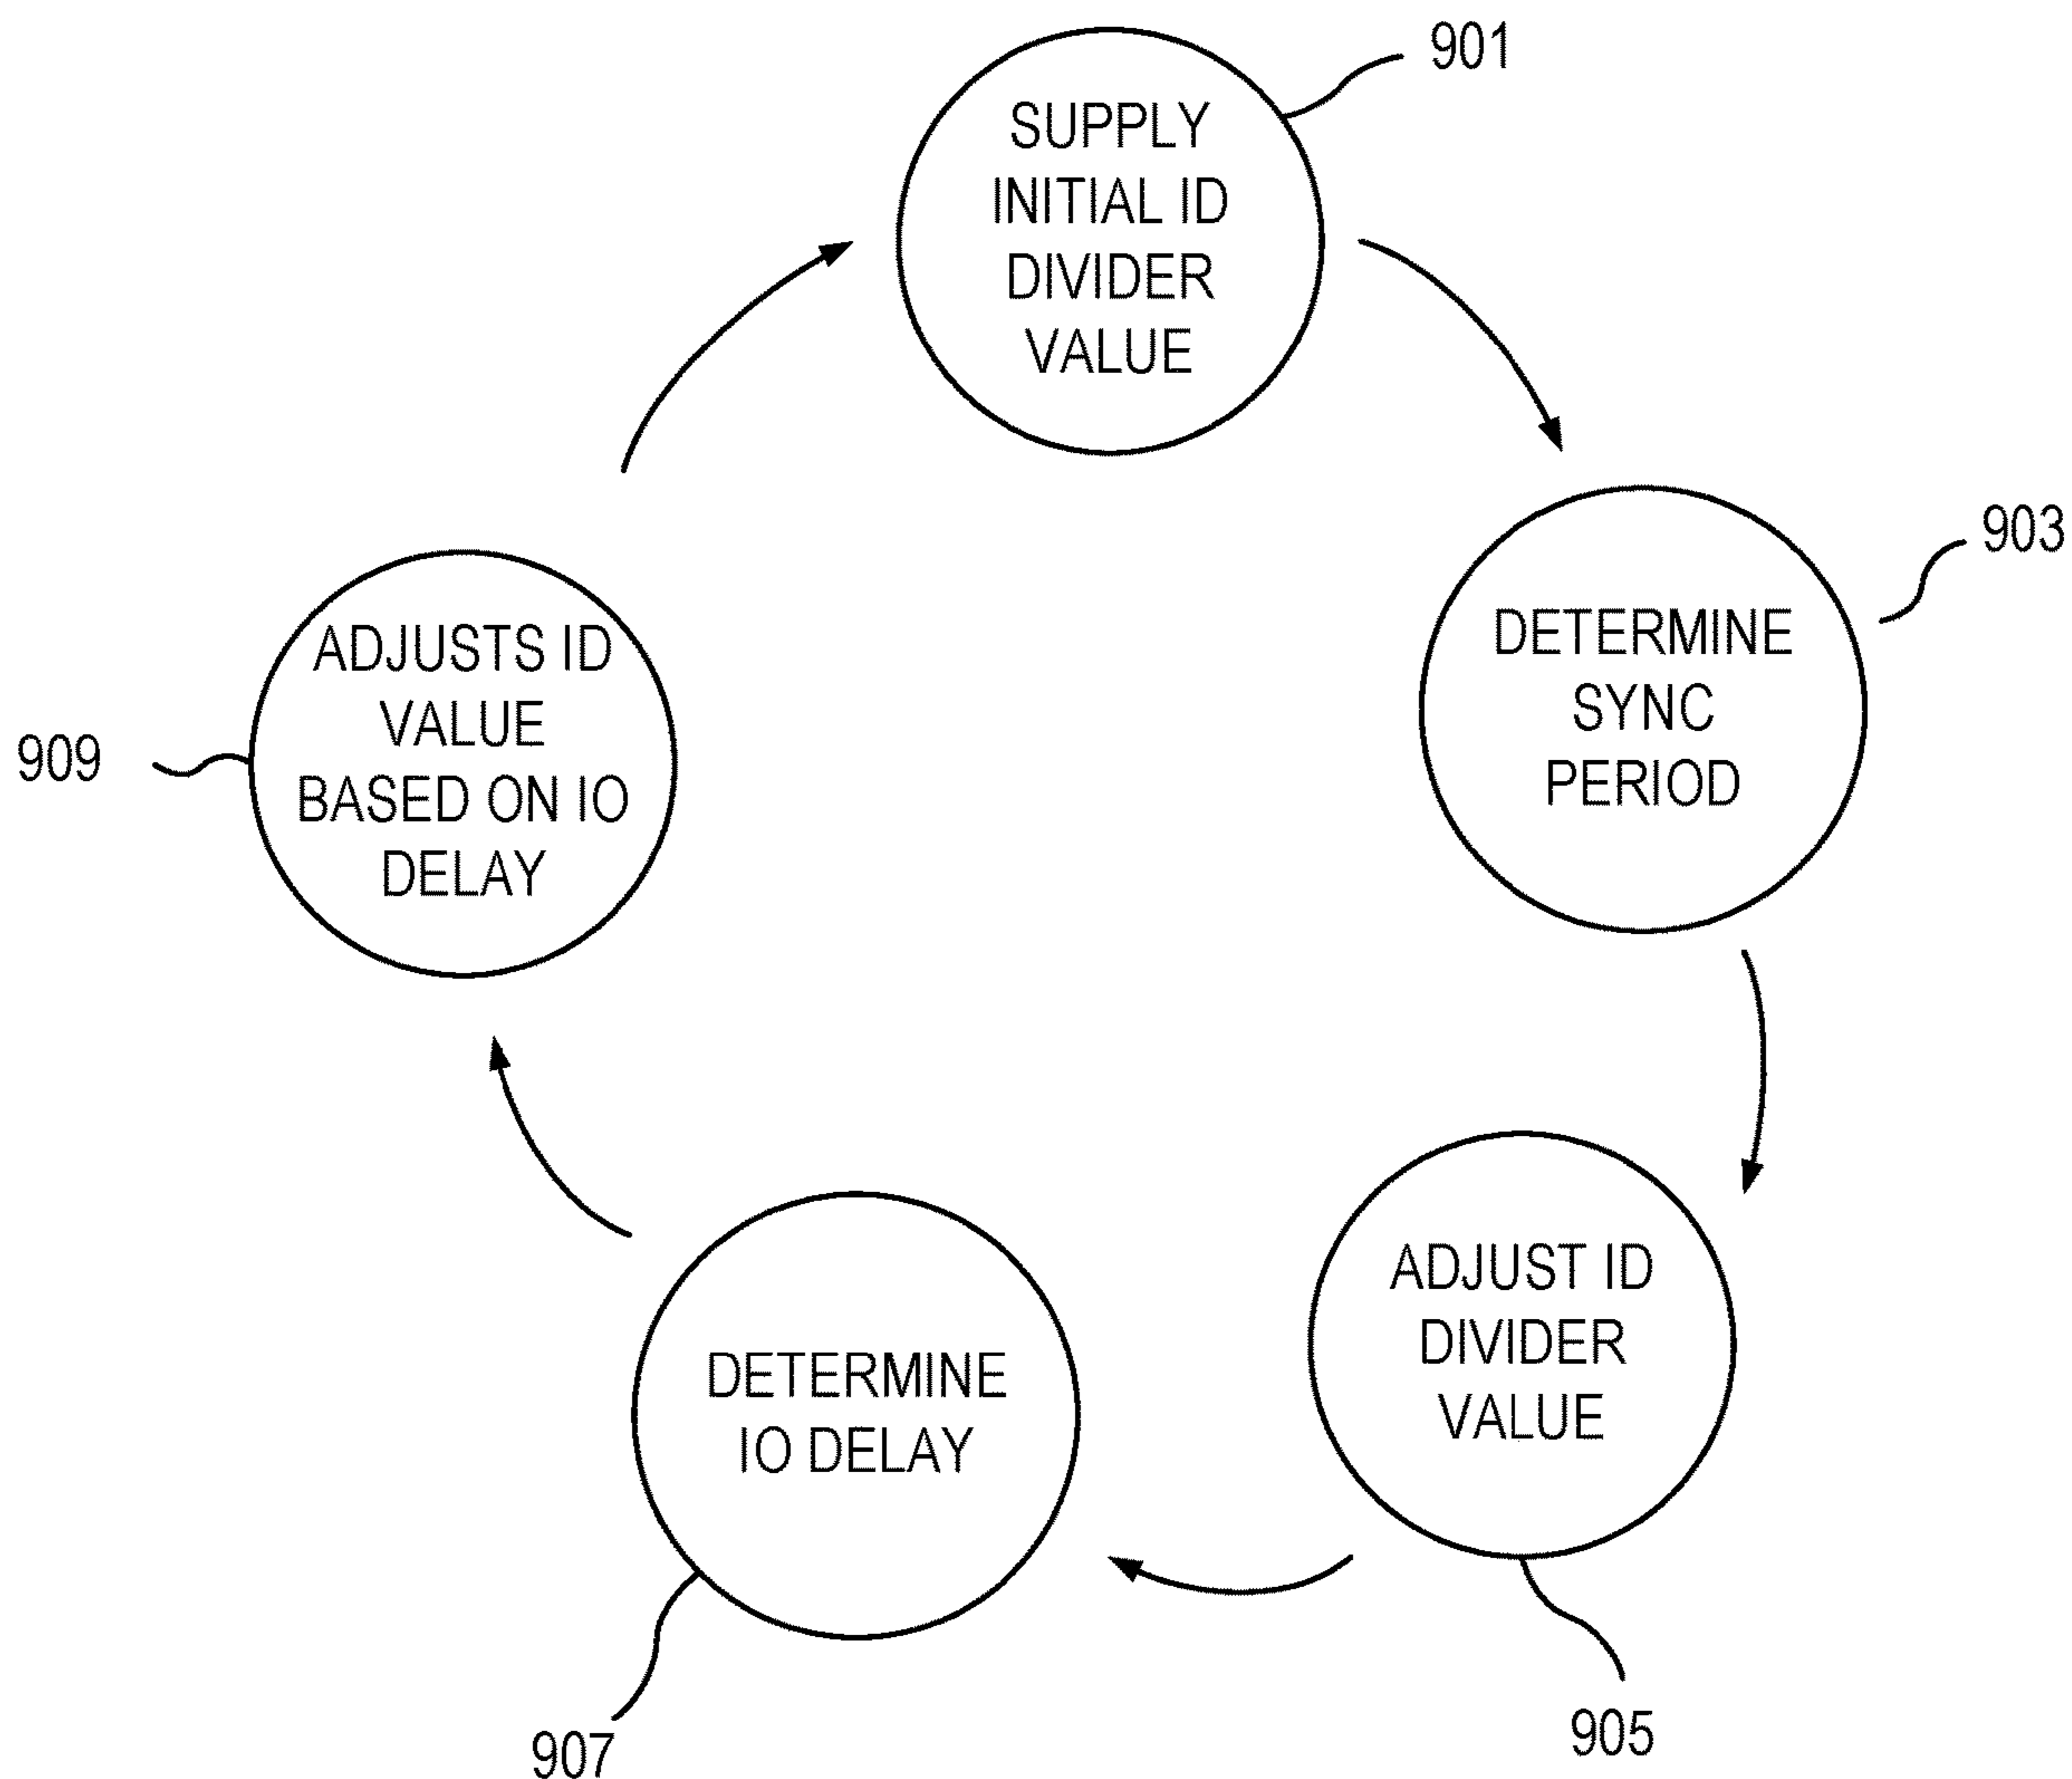 901
SUPPLY
INITIAL ID
DIVIDER
VALUE
903
DETERMINE
SYNC
PERIOD
ADJUST ID
DIVIDER
VALUE
905
DETERMINE
IO DELAY
907
ADJUSTS ID
VALUE
BASED ON IO
DELAY
909